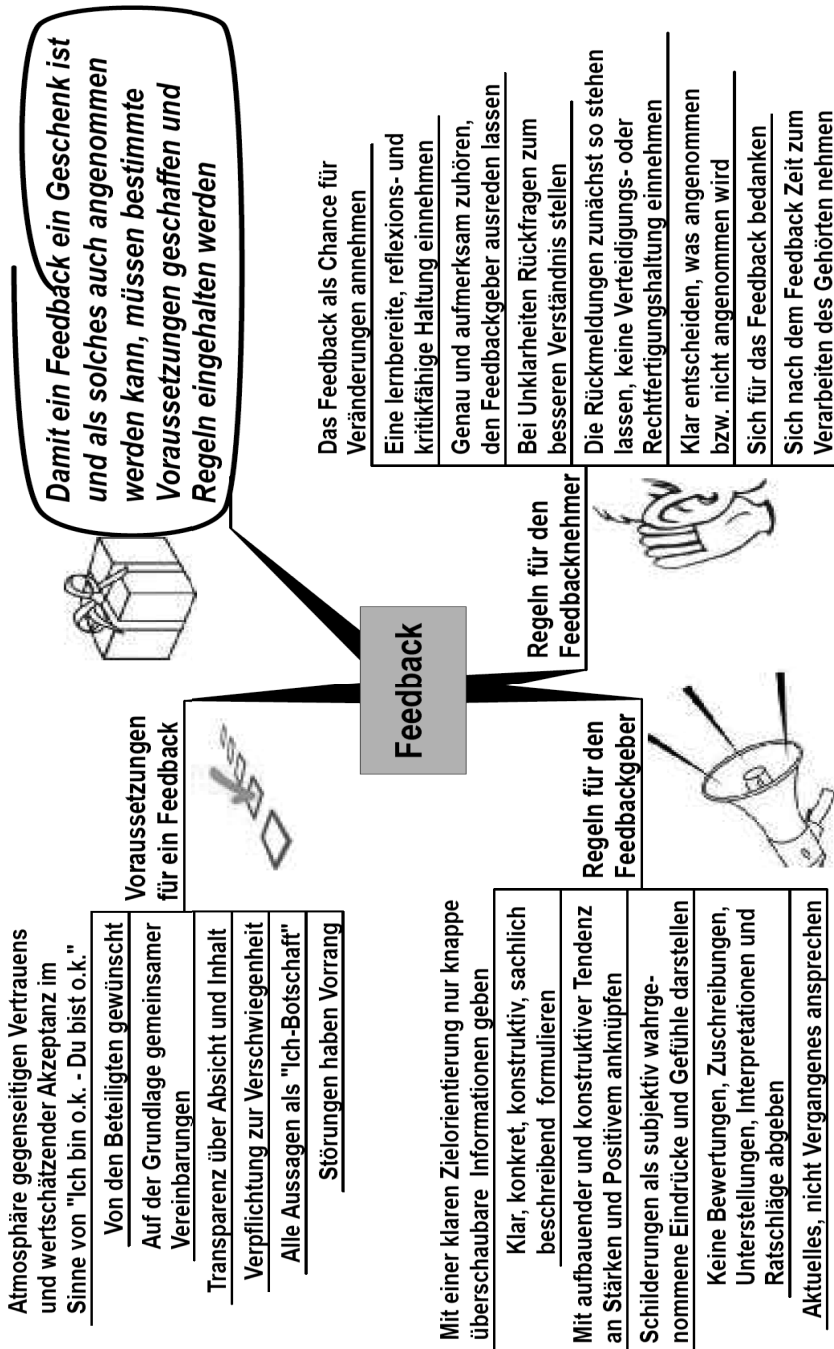 Damit ein Feedback ein Geschenk ist
und als solches auch angenommen
werden kann, müssen bestimmte
Voraussetzungen geschaffen und
Regeln eingehalten werden
Feedback
Voraussetzungen
für ein Feedback
Atmosphäre gegenseitigen Vertrauens
und wertschätzender Akzeptanz im
Sinne von "Ich bin o.k. - Du bist o.k."
Von den Beteiligten gewünscht
Auf der Grundlage gemeinsamer
Vereinbarungen
Transparenz über Absicht und Inhalt
Verpflichtung zur Verschwiegenheit
Alle Aussagen als "Ich-Botschaft"
Störungen haben Vorrang
Regeln für den
Feedbackgeber
Mit einer klaren Zielorientierung nur knappe
überschaubare Informationen geben
Klar, konkret, konstruktiv, sachlich
beschreibend formulieren
Mit aufbauender und konstruktiver Tendenz
an Stärken und Positivem anknüpfen
Schilderungen als subjektiv wahrge-
nommene Eindrücke und Gefühle darstellen
Keine Bewertungen, Zuschreibungen,
Unterstellungen, Interpretationen und
Ratschläge abgeben
Aktuelles, nicht Vergangenes ansprechen
Regeln für den
Feedbacknehmer
Das Feedback als Chance für
Veränderungen annehmen
Eine lernbereite, reflexions- und
kritikfähige Haltung einnehmen
Genau und aufmerksam zuhören,
den Feedbackgeber ausreden lassen
Bei Unklarheiten Rückfragen zum
besseren Verständnis stellen
Die Rückmeldungen zunächst so stehen
lassen, keine Verteidigungs- oder
Rechtfertigungshaltung einnehmen
Klar entscheiden, was angenommen
bzw. nicht angenommen wird
Sich für das Feedback bedanken
Sich nach dem Feedback Zeit zum
Verarbeiten des Gehörten nehmen